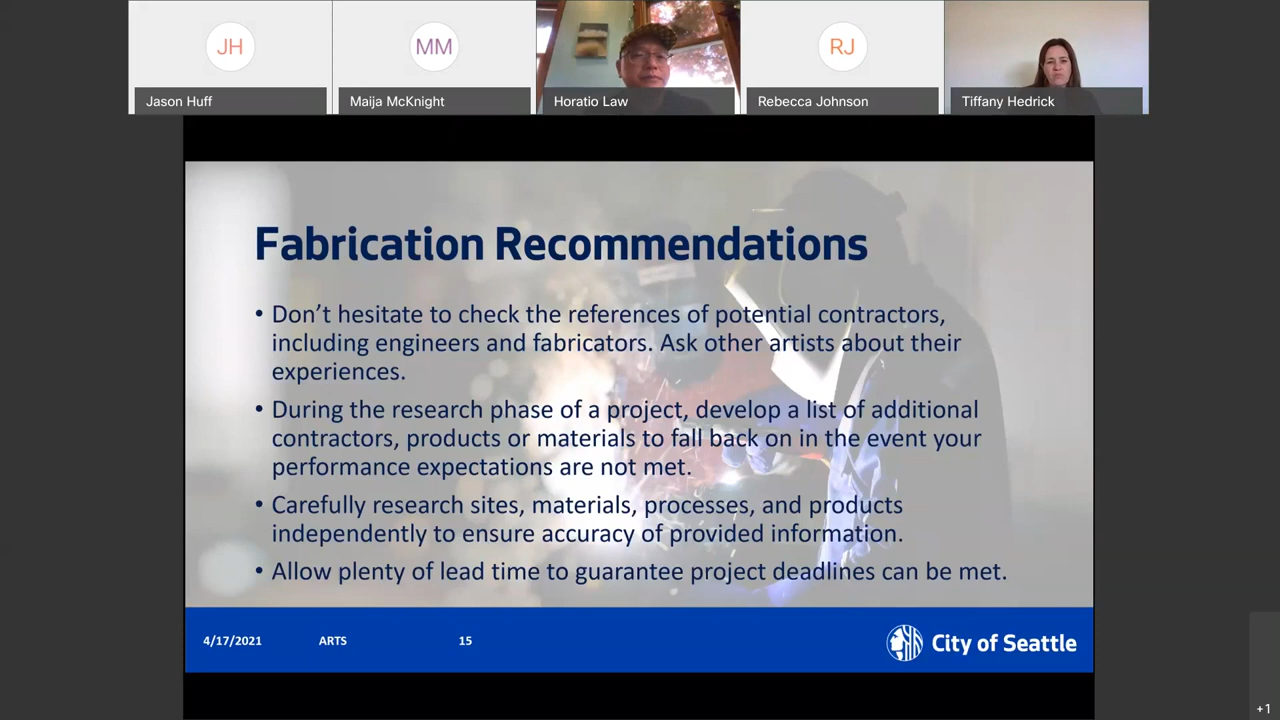 JH
MM
RJ
Jason Huff
Maija McKnight
Horatio Law
Rebecca Johnson
Tiffany Hedrick
Fabrication Recommendations
• Don’t hesitate to check the references of potential contractors,
including engineers and fabricators. Ask other artists about their
experiences.
• During the research phase of a project, develop a list of additional
contractors, products or materials to fall back on in the event your
performance expectations are not met.
• Carefully research sites, materials, processes, and products
independently to ensure accuracy of provided information.
• Allow plenty of lead time to guarantee project deadlines can be met.
4/17/2021
ARTS
15
City of Seattle
+1